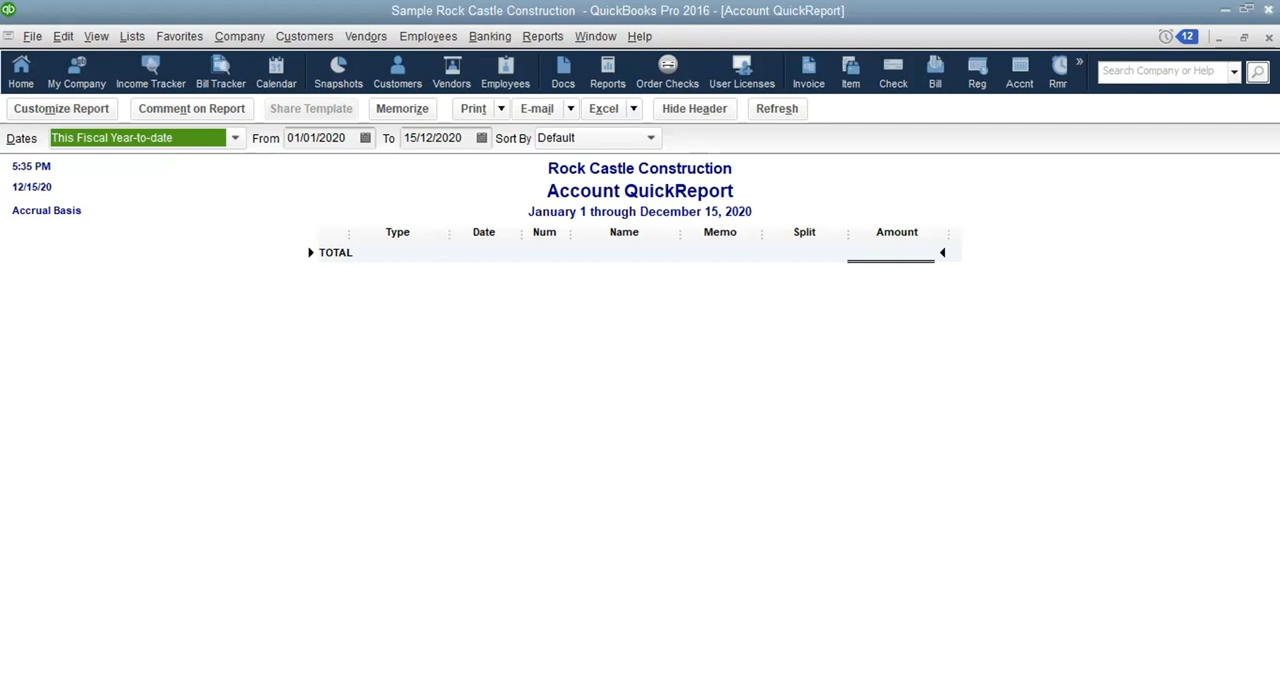 qb Sample Rock Castle Construction - QuickBooks Pro 2016 - [Account QuickReport]
File Edit View Lists Favorites Company Customers Vendors Employees Banking Reports Window Help 12
Home My Company Income Tracker Bill Tracker Calendar Snapshots Customers Vendors Employees Docs Reports Order Checks User Licenses Invoice Item Check Bill Reg Accnt Rmr » Search Company or Help
Customize Report Comment on Report Share Template Memorize Print E-mail Excel Hide Header Refresh
Dates This Fiscal Year-to-date From 01/01/2020 To 15/12/2020 Sort By Default
5:35 PM Rock Castle Construction
12/15/20 Account QuickReport
Accrual Basis January 1 through December 15, 2020
Type Date Num Name Memo Split Amount
TOTAL